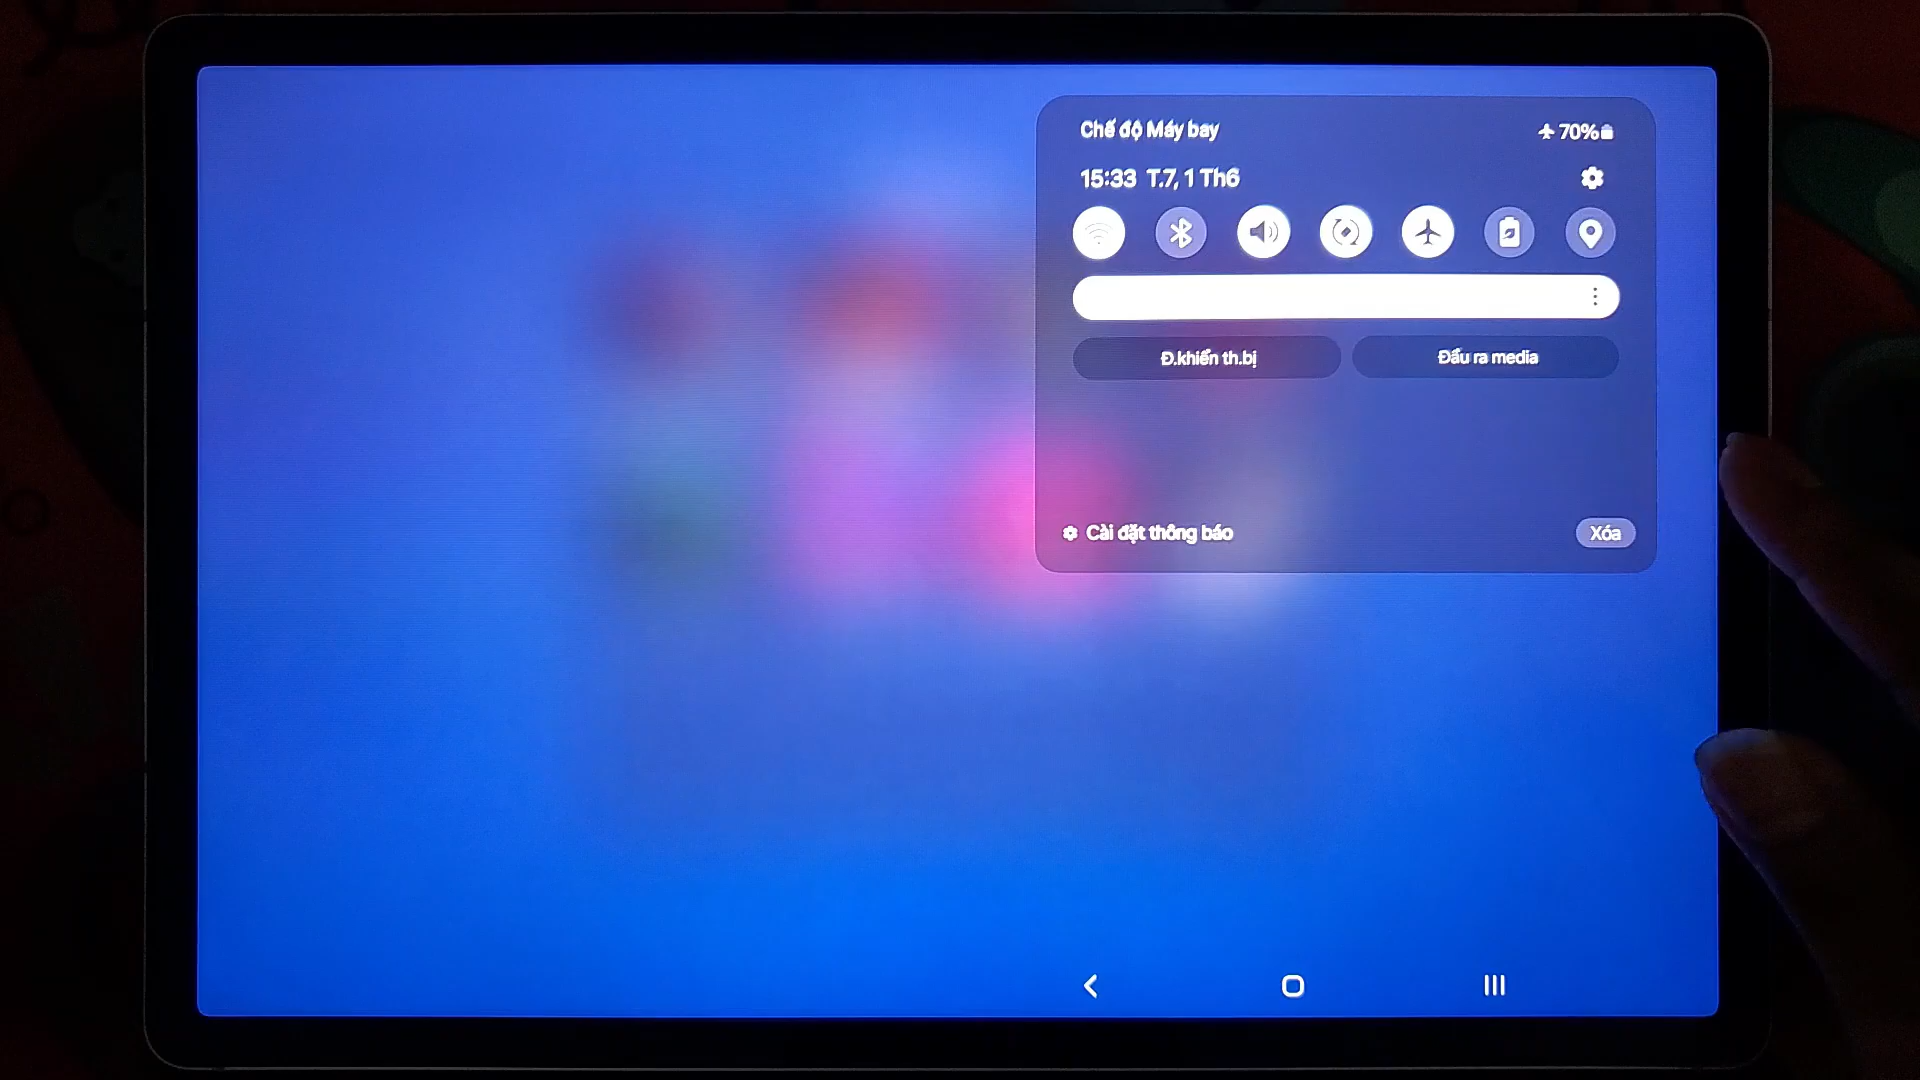 Chế độ Máy bay
70%
15:33 T.7, 1 Th6
Đ.khiển th.bị
Đầu ra media
Cài đặt thông báo
Xóa